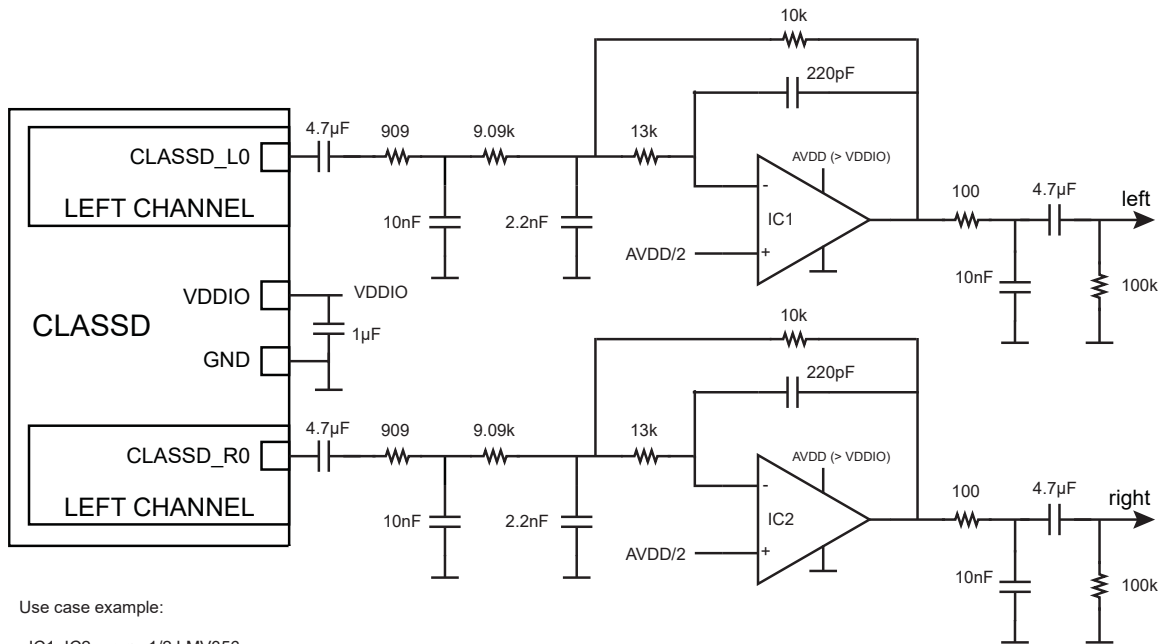 10k
220pF
4.7µF
909
9.09k
13k
CLASSD_L0
LEFT CHANNEL
10nF
2.2nF
AVDD (> VDDIO)
-
IC1
+
AVDD/2
100
4.7µF
left
10nF
100k
VDDIO
VDDIO
1µF
CLASSD
GND
10k
220pF
4.7µF
909
9.09k
13k
CLASSD_R0
LEFT CHANNEL
10nF
2.2nF
AVDD (> VDDIO)
-
IC2
+
AVDD/2
100
4.7µF
right
10nF
100k
Use case example: